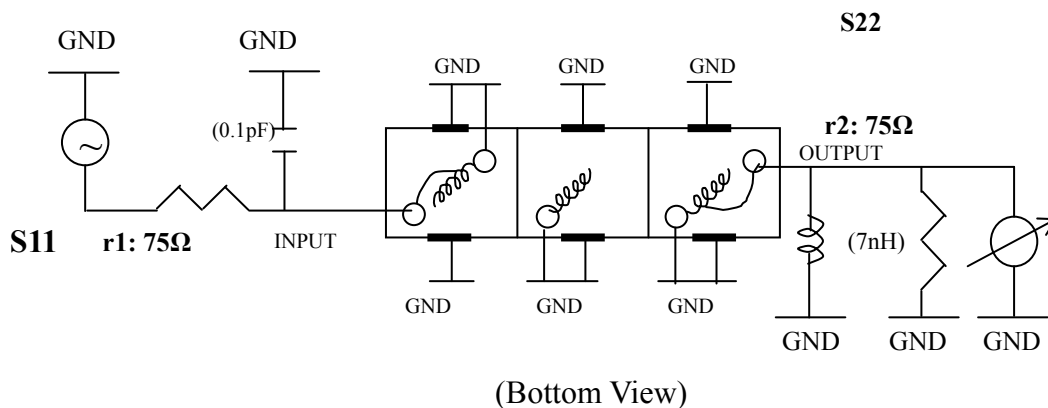 S22
GND
GND
GND
GND
GND
(0.1pF)
r2: 75Ω
OUTPUT
S11
r1: 75Ω
INPUT
(7nH)
GND
GND
GND
GND
GND
GND
(Bottom View)